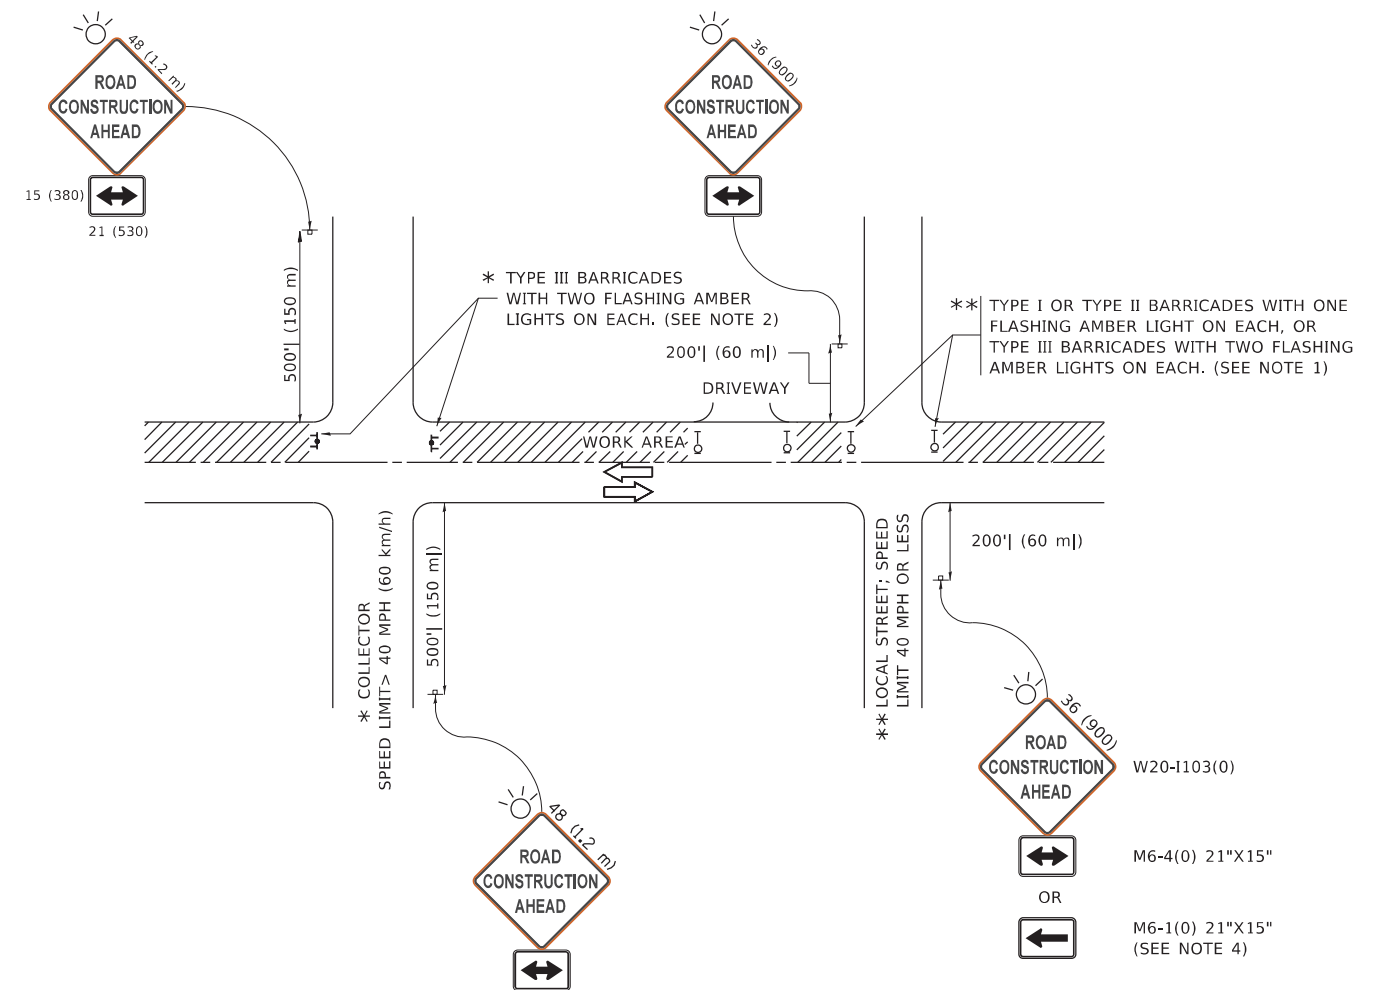 48 (1.2 m)
ROAD
CONSTRUCTION
AHEAD
15 (380)
21 (530)
36 (900)
ROAD
CONSTRUCTION
AHEAD
500'| (150 m)
* TYPE III BARRICADES
WITH TWO FLASHING AMBER
LIGHTS ON EACH. (SEE NOTE 2)
200'| (60 m|)
DRIVEWAY
** TYPE I OR TYPE II BARRICADES WITH ONE
FLASHING AMBER LIGHT ON EACH, OR
TYPE III BARRICADES WITH TWO FLASHING
AMBER LIGHTS ON EACH. (SEE NOTE 1)
WORK AREA
* COLLECTOR
SPEED LIMIT> 40 MPH (60 km/h)
500'| (150 m|)
** LOCAL STREET; SPEED
LIMIT 40 MPH OR LESS
200'| (60 m|)
48 (1.2 m)
ROAD
CONSTRUCTION
AHEAD
36 (900)
ROAD
CONSTRUCTION
AHEAD
W20-I103(0)
M6-4(0) 21"X15"
OR
M6-1(0) 21"X15"
(SEE NOTE 4)